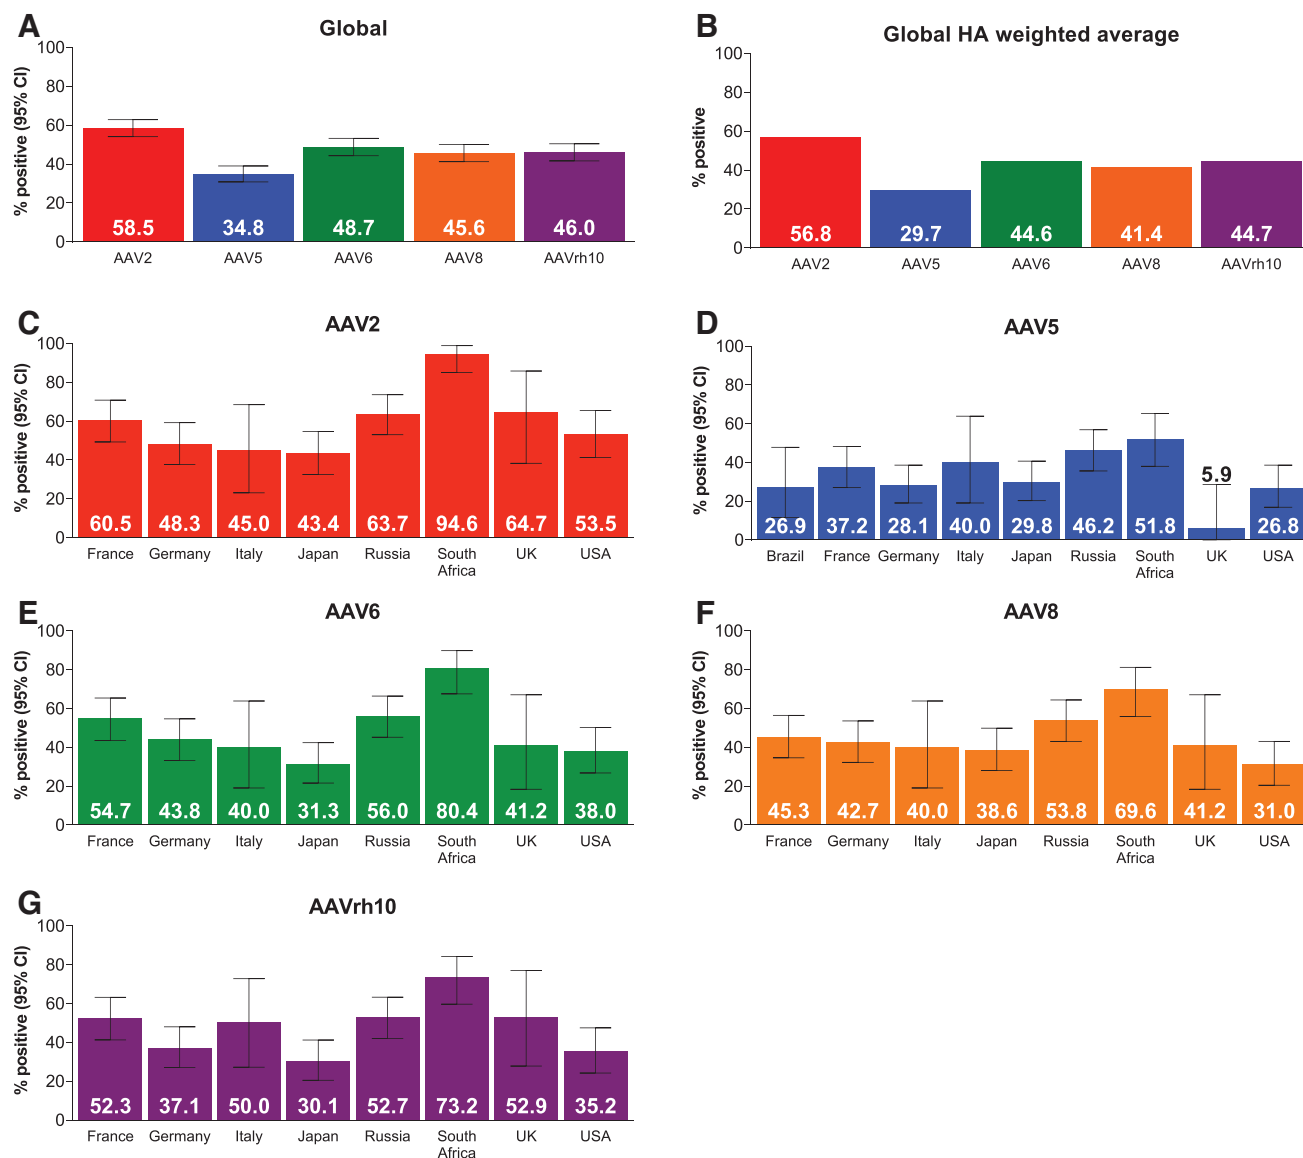 A
Global
% positive (95% CI)
100
80
60
40
20
0
58.5 34.8 48.7 45.6 46.0
AAV2 AAV5 AAV6 AAV8 AAVrh10
B
Global HA weighted average
% positive
100
80
60
40
20
0
56.8 29.7 44.6 41.4 44.7
AAV2 AAV5 AAV6 AAV8 AAVrh10
C
AAV2
% positive (95% CI)
100
80
60
40
20
0
60.5 48.3 45.0 43.4 63.7 94.6 64.7 53.5
France Germany Italy Japan Russia South UK USA
Africa
D
AAV5
% positive (95% CI)
100
80
60
40
20
0
5.9
26.9 37.2 28.1 40.0 29.8 46.2 51.8 26.8
Brazil France Germany Italy Japan Russia South UK USA
Africa
E
AAV6
% positive (95% CI)
100
80
60
40
20
0
54.7 43.8 40.0 31.3 56.0 80.4 41.2 38.0
France Germany Italy Japan Russia South UK USA
Africa
F
AAV8
% positive (95% CI)
100
80
60
40
20
0
45.3 42.7 40.0 38.6 53.8 69.6 41.2 31.0
France Germany Italy Japan Russia South UK USA
Africa
G
AAVrh10
% positive (95% CI)
100
80
60
40
20
0
52.3 37.1 50.0 30.1 52.7 73.2 52.9 35.2
France Germany Italy Japan Russia South UK USA
Africa